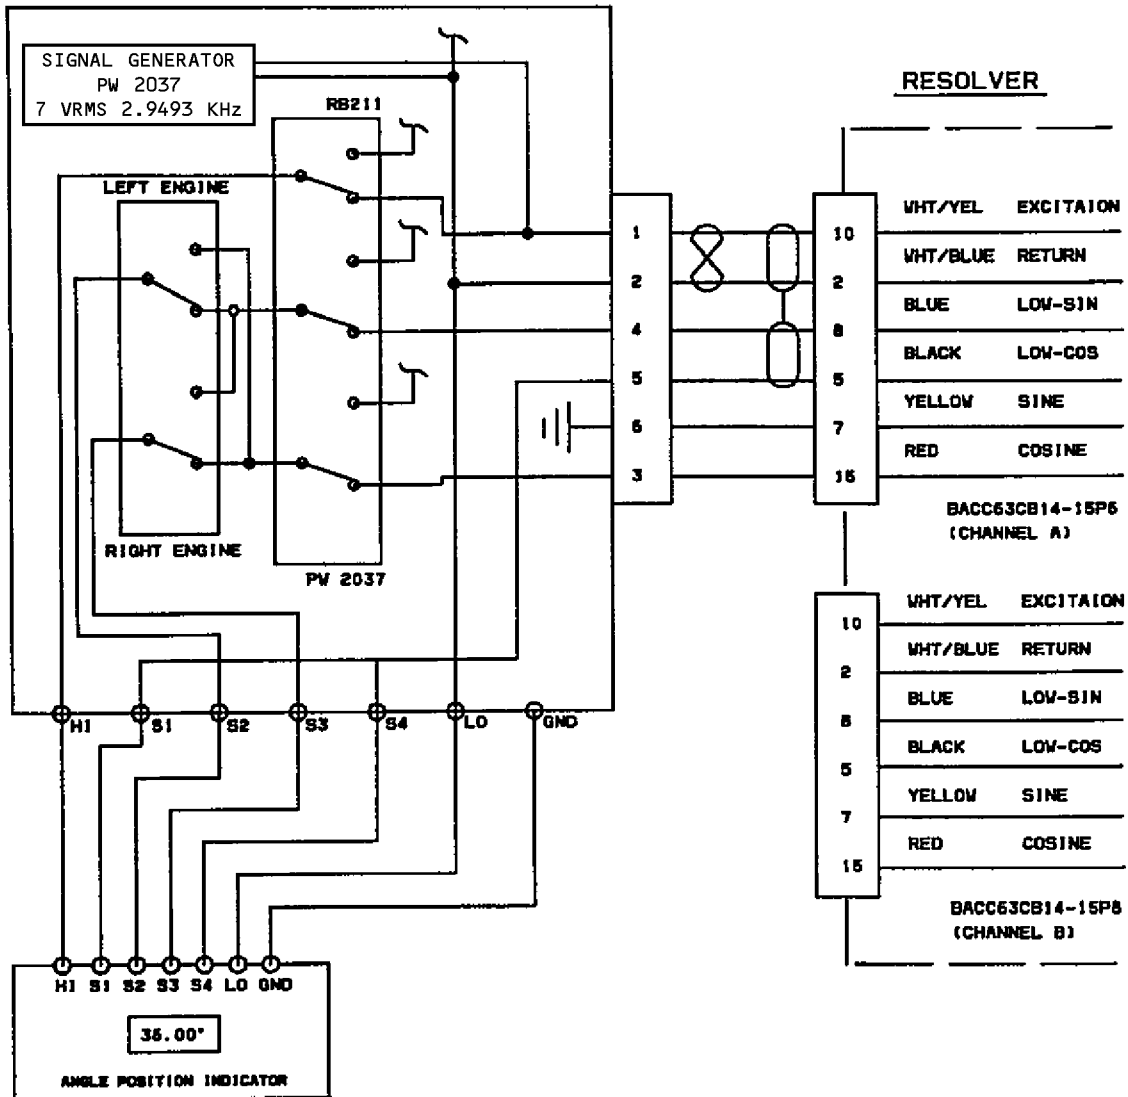 SIGNAL GENERATOR
PW 2037
7 VRMS 2.9493 KHz
RB211
LEFT ENGINE
RIGHT ENGINE
PW 2037
1
2
4
5
6
3
RESOLVER
10 WHT/YEL EXCITAION
2 WHT/BLUE RETURN
8 BLUE LOW-SIN
5 BLACK LOW-COS
7 YELLOW SINE
15 RED COSINE
BACC63CB14-15P6
(CHANNEL A)
10 WHT/YEL EXCITAION
2 WHT/BLUE RETURN
8 BLUE LOW-SIN
5 BLACK LOW-COS
7 YELLOW SINE
15 RED COSINE
BACC63CB14-15P8
(CHANNEL B)
HI S1 S2 S3 S4 LO GND
HI S1 S2 S3 S4 LO GND
36.00°
ANGLE POSITION INDICATOR